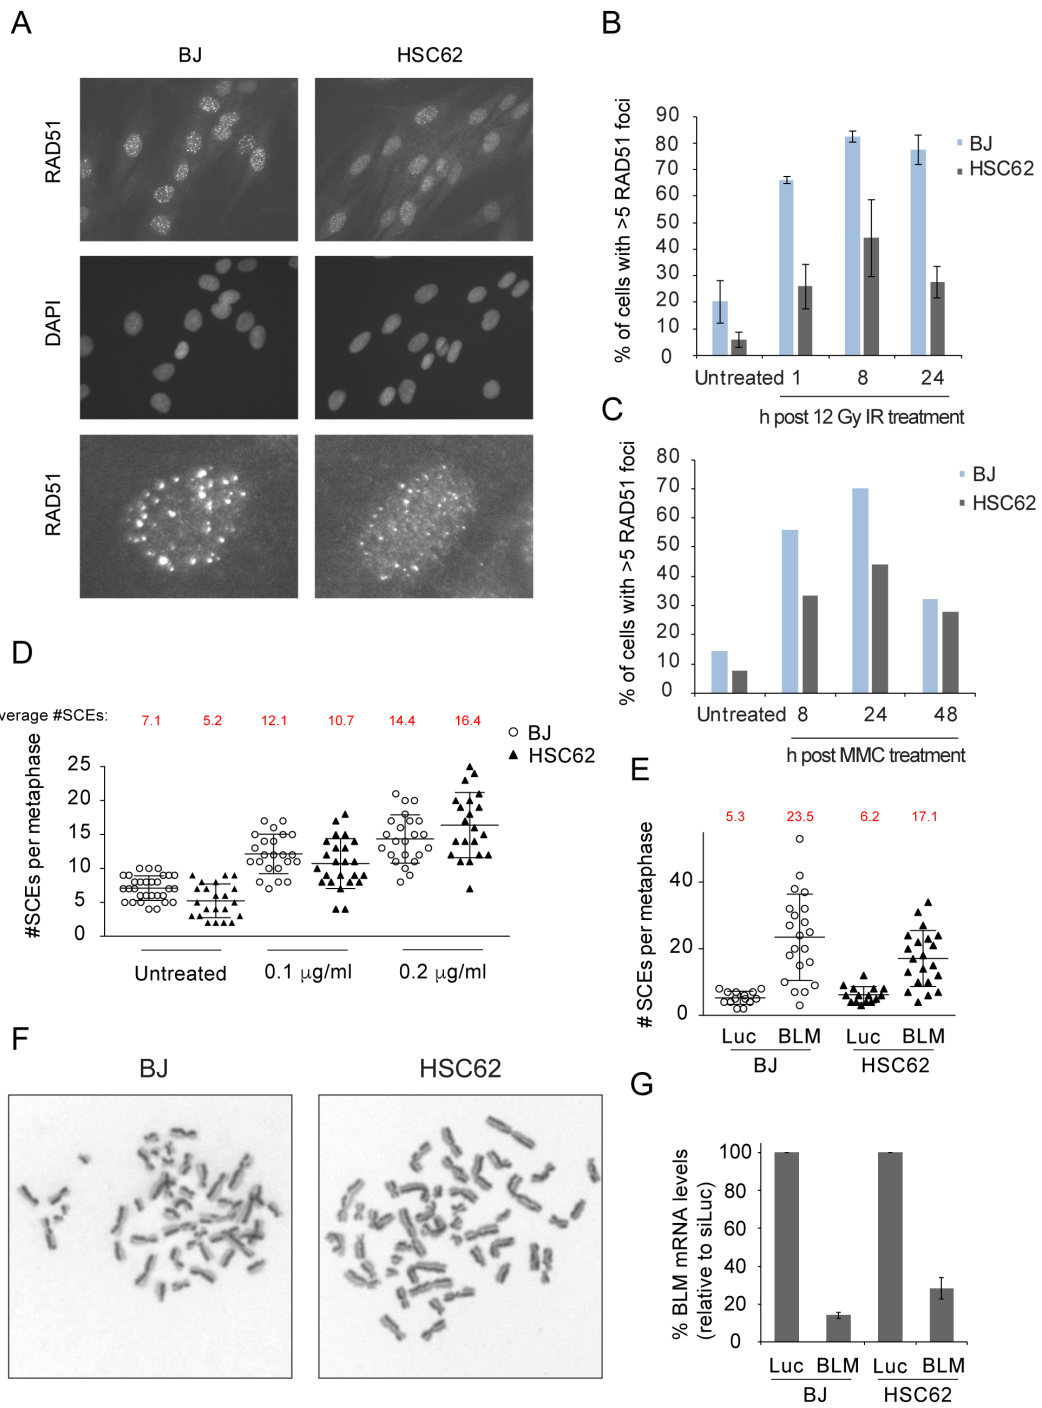 A
BJ
HSC62
RAD51
DAPI
RAD51
B
% of cells with >5 RAD51 foci
90
80
70
60
50
40
30
20
10
0
BJ
HSC62
Untreated 1 8 24
h post 12 Gy IR treatment
C
% of cells with >5 RAD51 foci
80
70
60
50
40
30
20
10
0
BJ
HSC62
Untreated 8 24 48
h post MMC treatment
D
verage #SCEs: 7.1 5.2 12.1 10.7 14.4 16.4
BJ
HSC62
#SCEs per metaphase
25
20
15
10
5
0
Untreated 0.1 μg/ml 0.2 μg/ml
E
5.3 23.5 6.2 17.1
# SCEs per metaphase
40
20
0
Luc BLM Luc BLM
BJ HSC62
F
BJ HSC62
G
% BLM mRNA levels
(relative to siLuc)
100
80
60
40
20
0
Luc BLM Luc BLM
BJ HSC62